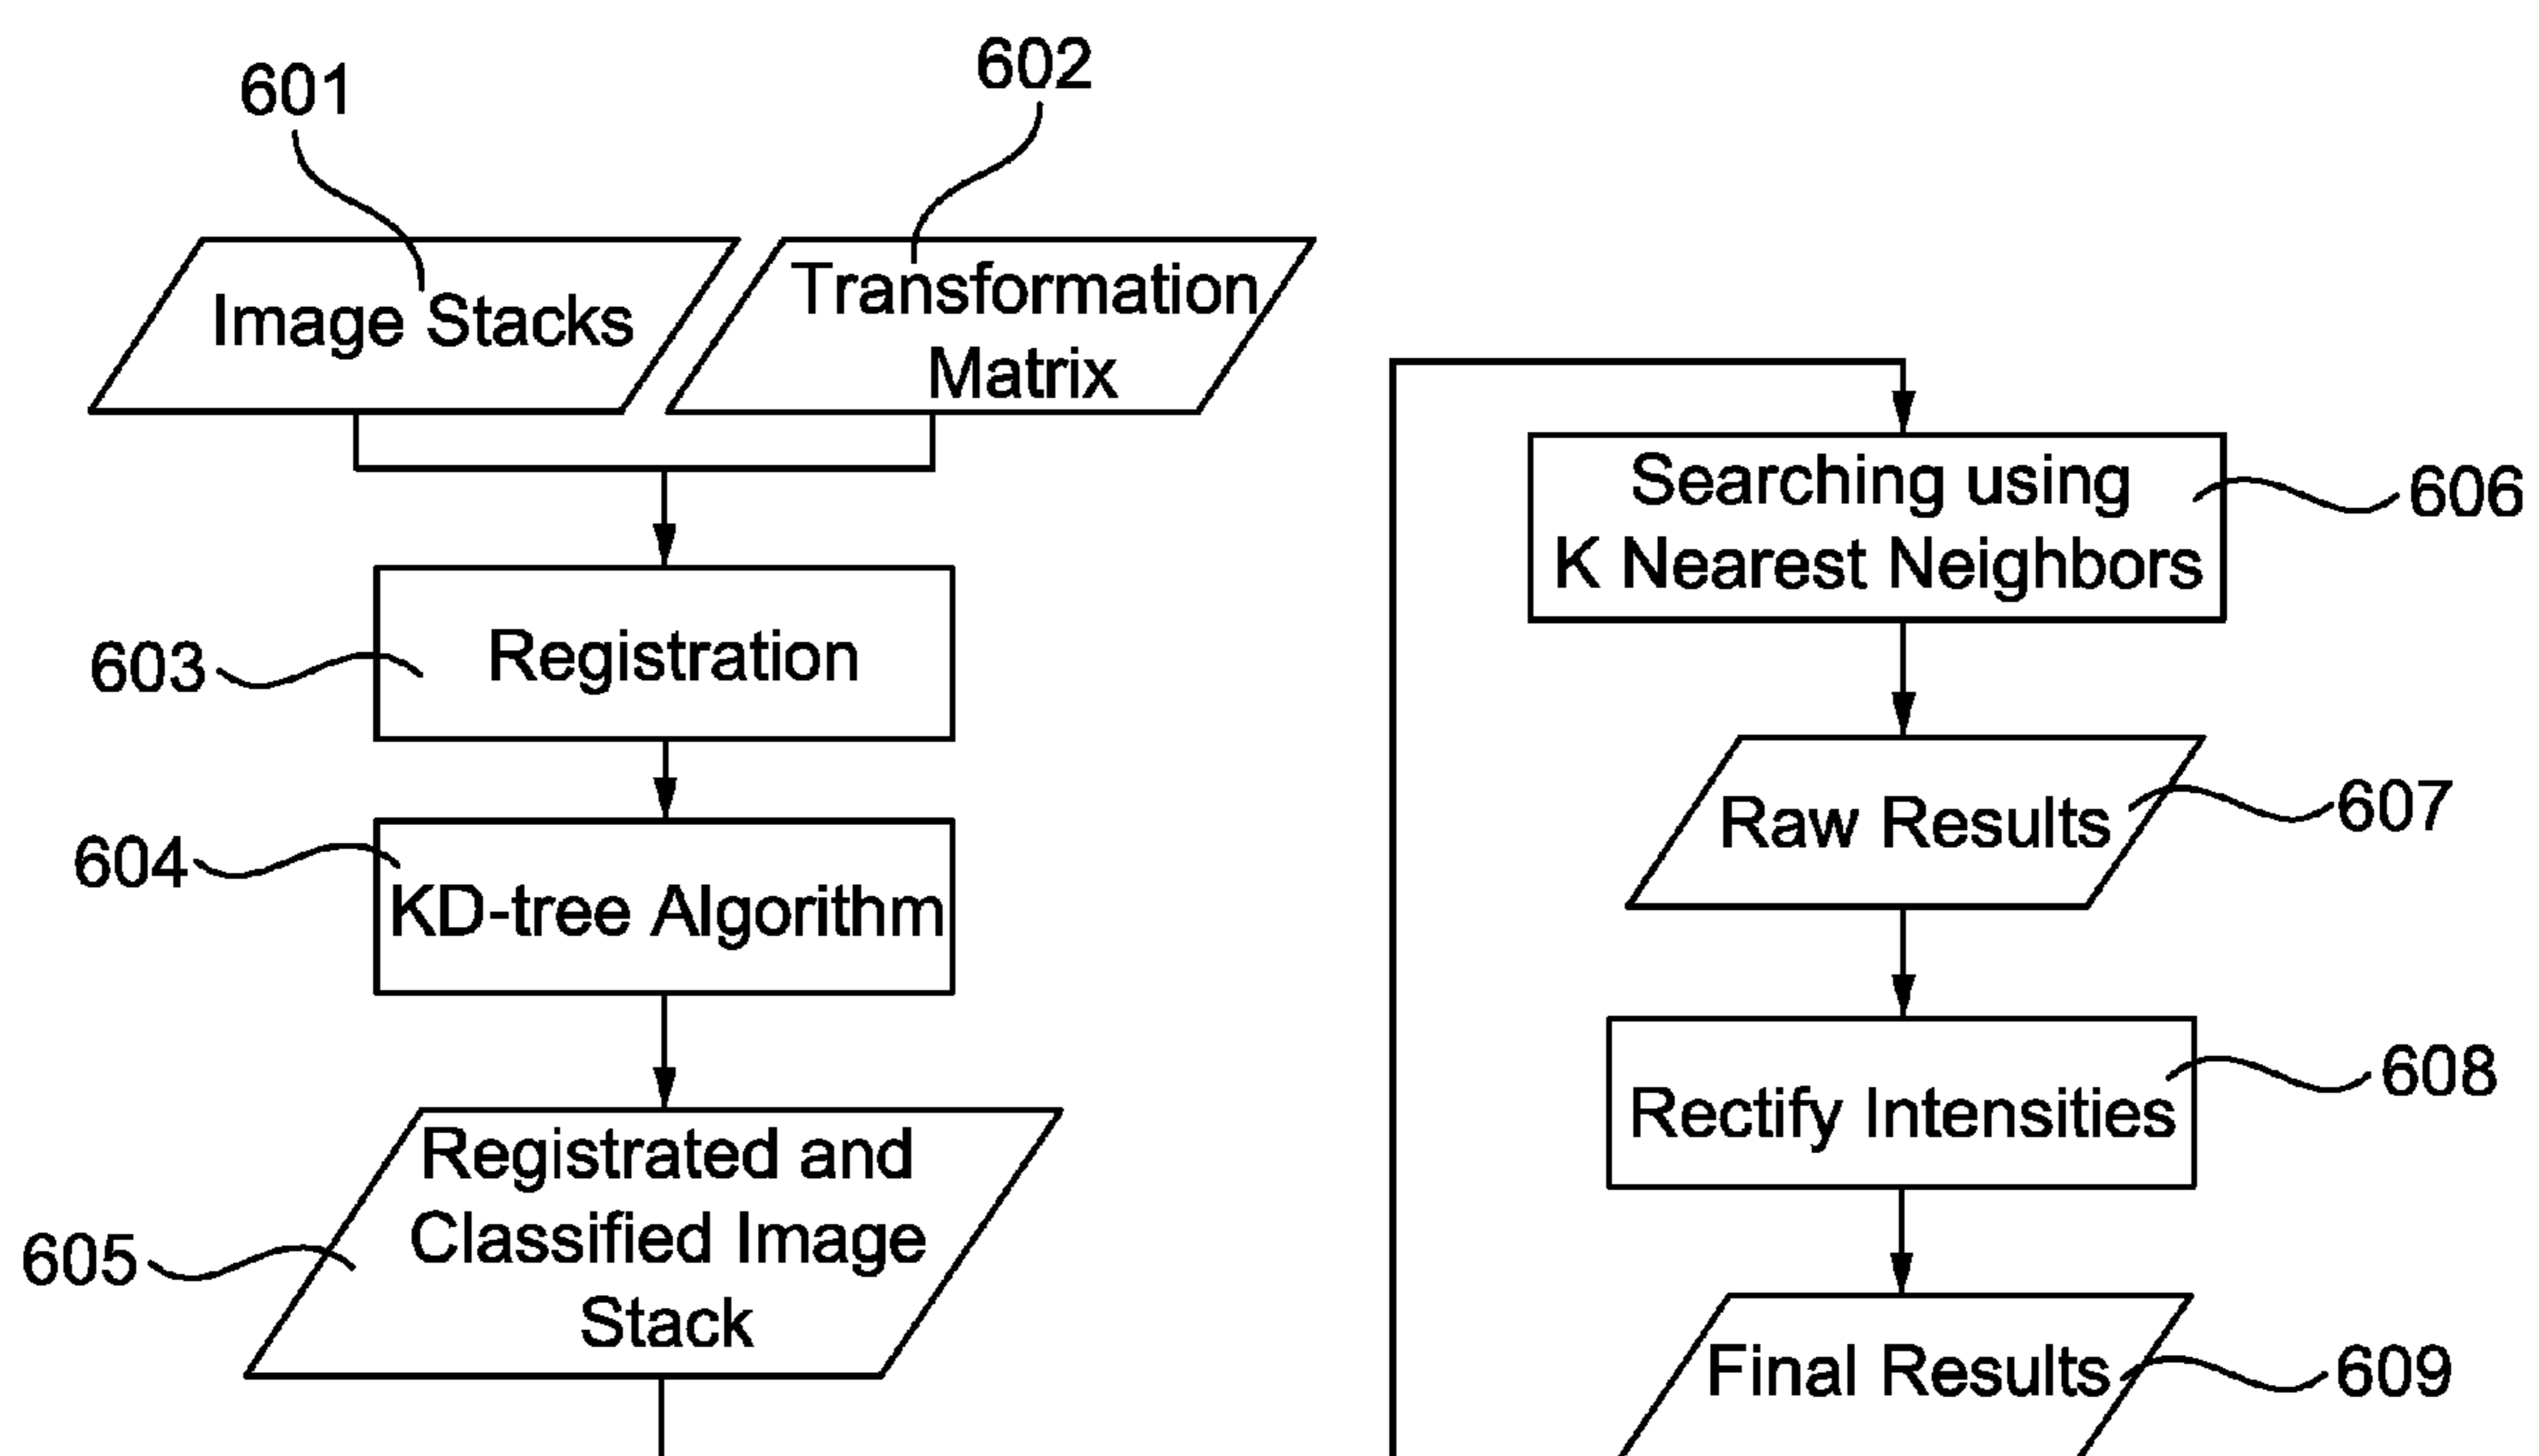 601
602
Image Stacks
Transformation
Matrix
603
Registration
604
KD-tree Algorithm
605
Registrated and
Classified Image
Stack
Searching using
K Nearest Neighbors
606
Raw Results
607
Rectify Intensities
608
Final Results
609